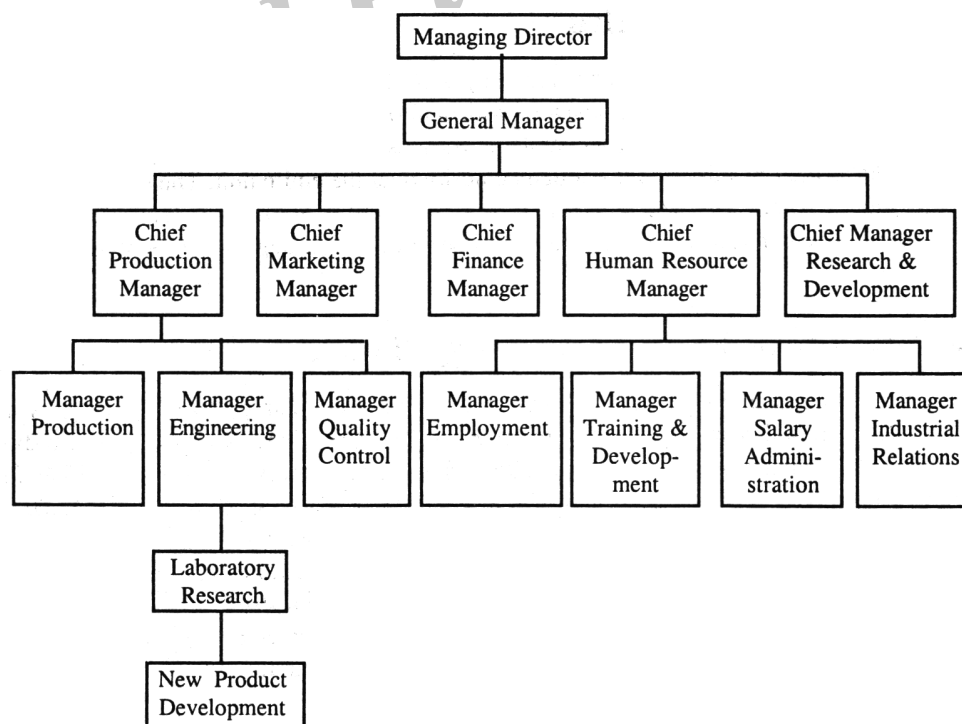 Managing Director
General Manager
Chief
Production
Manager
Chief
Marketing
Manager
Chief
Finance
Manager
Chief
Human Resource
Manager
Chief Manager
Research &
Development
Manager
Production
Manager
Engineering
Manager
Quality
Control
Manager
Employment
Manager
Training &
Develop-
ment
Manager
Salary
Admini-
stration
Manager
Industrial
Relations
Laboratory
Research
New Product
Development